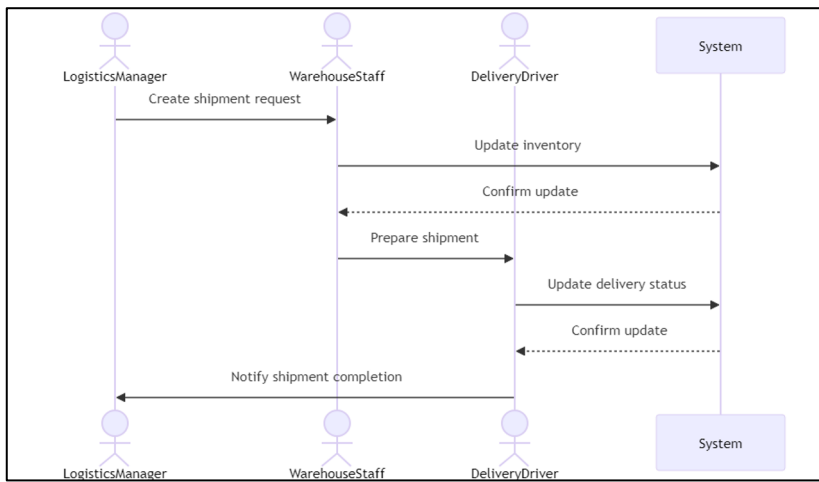 System
LogisticsManager
WarehouseStaff
DeliveryDriver
Create shipment request
Update inventory
Confirm update
Prepare shipment
Update delivery status
Confirm update
Notify shipment completion
System
LogisticsManager
WarehouseStaff
DeliveryDriver